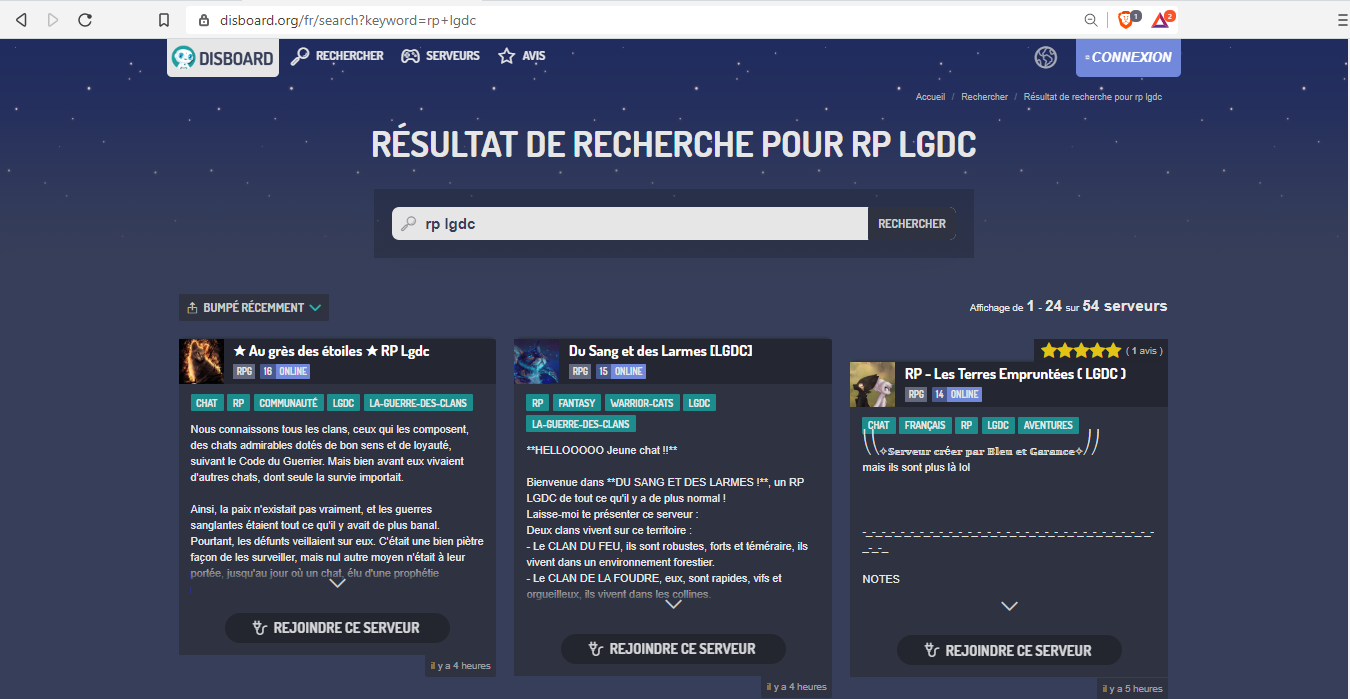 disboard.org/fr/search?keyword=rp+lgdc
1
2
DISBOARD
RECHERCHER
SERVEURS
AVIS
CONNEXION
Accueil / Rechercher / Résultat de recherche pour rp lgdc
RÉSULTAT DE RECHERCHE POUR RP LGDC
rp lgdc
RECHERCHER
BUMPÉ RÉCEMMENT
Affichage de 1 - 24 sur 54 serveurs
★ Au grès des étoiles ★ RP Lgdc
RPG 16 ONLINE
CHAT RP COMMUNAUTÉ LGDC LA-GUERRE-DES-CLANS
Nous connaissons tous les clans, ceux qui les composent,
des chats admirables dotés de bon sens et de loyauté,
suivant le Code du Guerrier. Mais bien avant eux vivaient
d'autres chats, dont seule la survie importait.
Ainsi, la paix n'existait pas vraiment, et les guerres
sanglantes étaient tout ce qu'il y avait de plus banal.
Pourtant, les défunts veillaient sur eux. C'était une bien piètre
façon de les surveiller, mais nul autre moyen n'était à leur
portée, jusqu'au jour où un chat, élu d'une prophétie
REJOINDRE CE SERVEUR
il y a 4 heures
Du Sang et des Larmes [LGDC]
RPG 15 ONLINE
RP FANTASY WARRIOR-CATS LGDC
LA-GUERRE-DES-CLANS
**HELLOOOOO Jeune chat !!**
Bienvenue dans **DU SANG ET DES LARMES !**, un RP
LGDC de tout ce qu'il y a de plus normal !
Laisse-moi te présenter ce serveur :
Deux clans vivent sur ce territoire :
- Le CLAN DU FEU, ils sont robustes, forts et téméraire, ils
vivent dans un environnement forestier.
- Le CLAN DE LA FOUDRE, eux, sont rapides, vifs et
orgueilleux, ils vivent dans les collines.
REJOINDRE CE SERVEUR
il y a 4 heures
( 1 avis )
RP - Les Terres Empruntées ( LGDC )
RPG 14 ONLINE
CHAT FRANÇAIS RP LGDC AVENTURES
⎝⎝✧Serveur créer par Bleu et Garance✧⎠⎠
mais ils sont plus là lol
-_-_-_-_-_-_-_-_-_-_-_-_-_-_-_-_-_-_-_-_-_-_-_-_-_-
-_-_-_
NOTES
REJOINDRE CE SERVEUR
il y a 5 heures